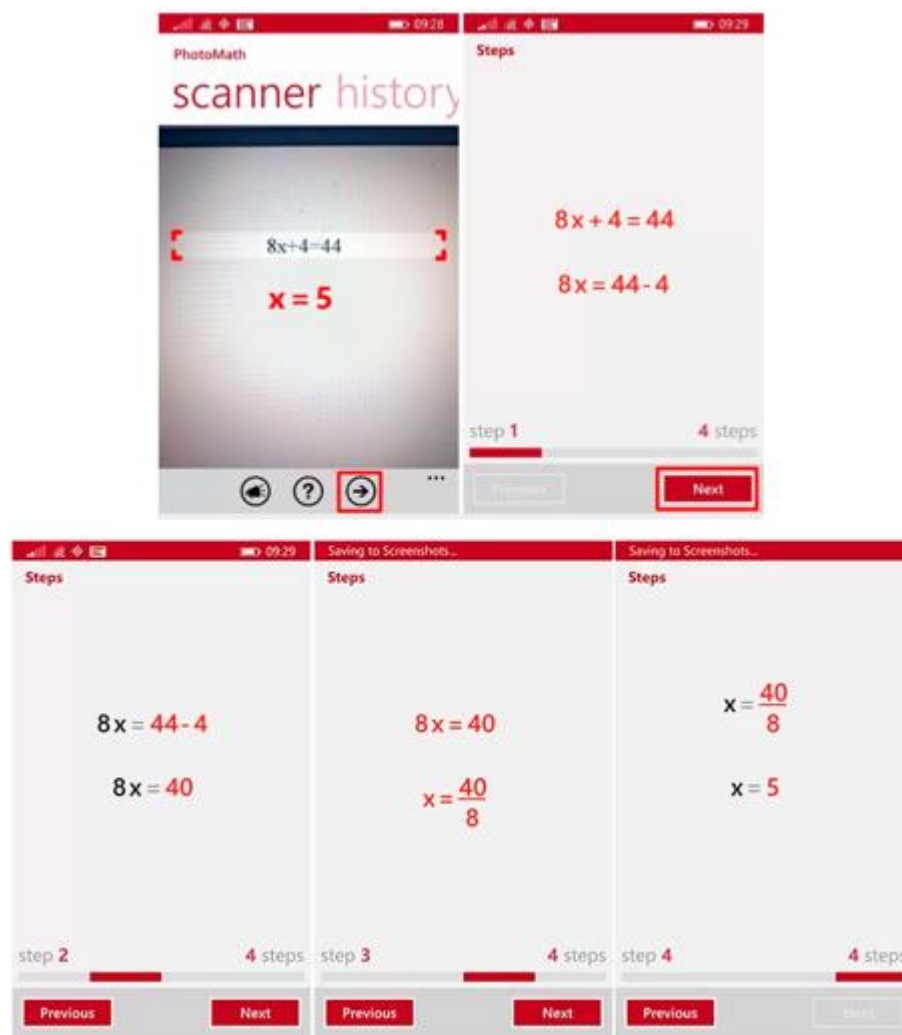 09:28
PhotoMath
scanner history
8x+4=44
x = 5
...
09:29
Steps
8x + 4 = 44
8x = 44 - 4
step 1 4 steps
Previous Next
09:29
Steps
8x = 44 - 4
8x = 40
step 2 4 steps
Previous Next
Saving to Screenshots...
Steps
8x = 40
x = 40/8
step 3 4 steps
Previous Next
Saving to Screenshots...
Steps
x = 40/8
x = 5
step 4 4 steps
Previous Next